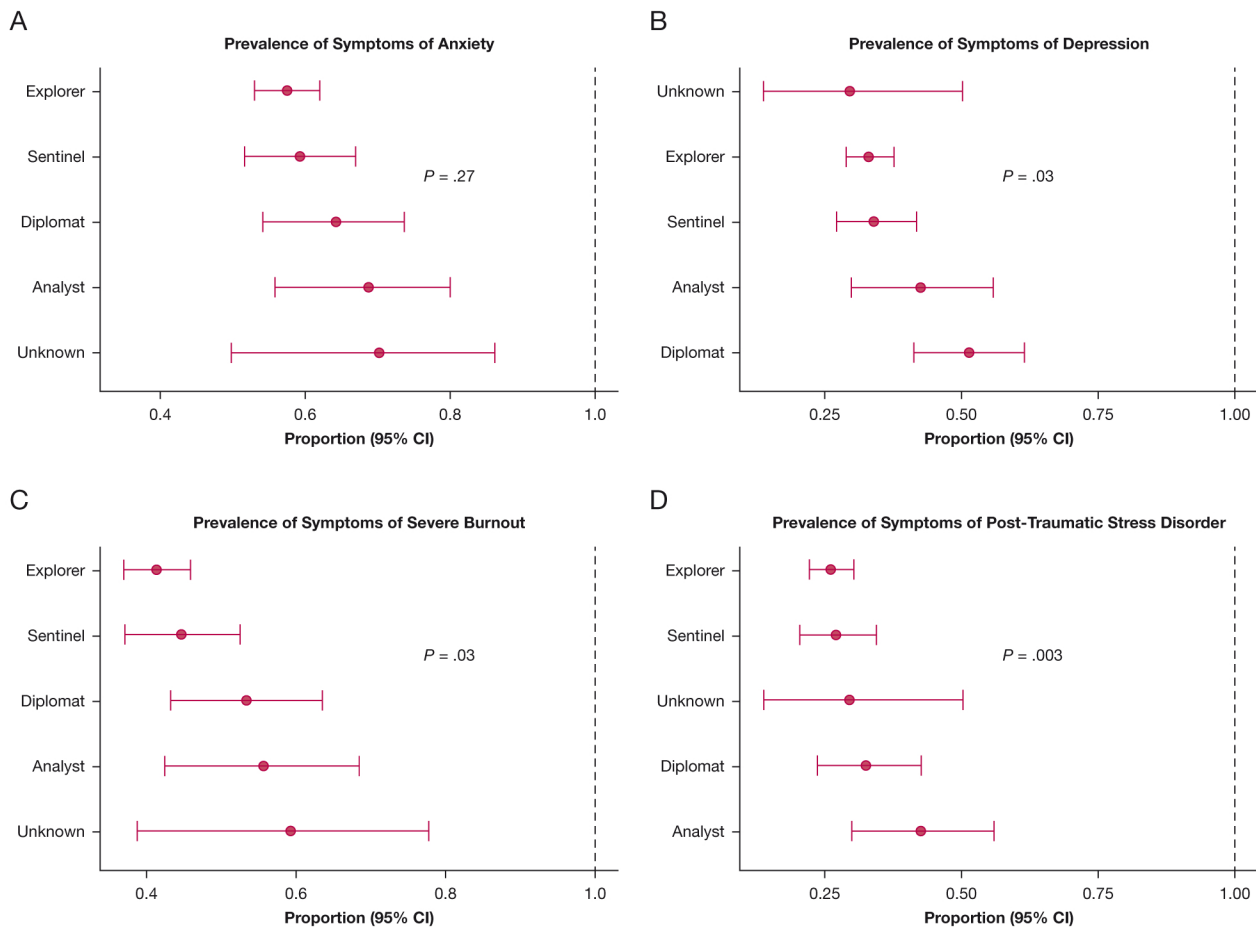 A
Prevalence of Symptoms of Anxiety
Explorer
Sentinel
P = .27
Diplomat
Analyst
Unknown
0.4 0.6 0.8 1.0
Proportion (95% CI)
B
Prevalence of Symptoms of Depression
Unknown
Explorer
P = .03
Sentinel
Analyst
Diplomat
0.25 0.50 0.75 1.00
Proportion (95% CI)
C
Prevalence of Symptoms of Severe Burnout
Explorer
Sentinel
P = .03
Diplomat
Analyst
Unknown
0.4 0.6 0.8 1.0
Proportion (95% CI)
D
Prevalence of Symptoms of Post-Traumatic Stress Disorder
Explorer
Sentinel
P = .003
Unknown
Diplomat
Analyst
0.25 0.50 0.75 1.00
Proportion (95% CI)